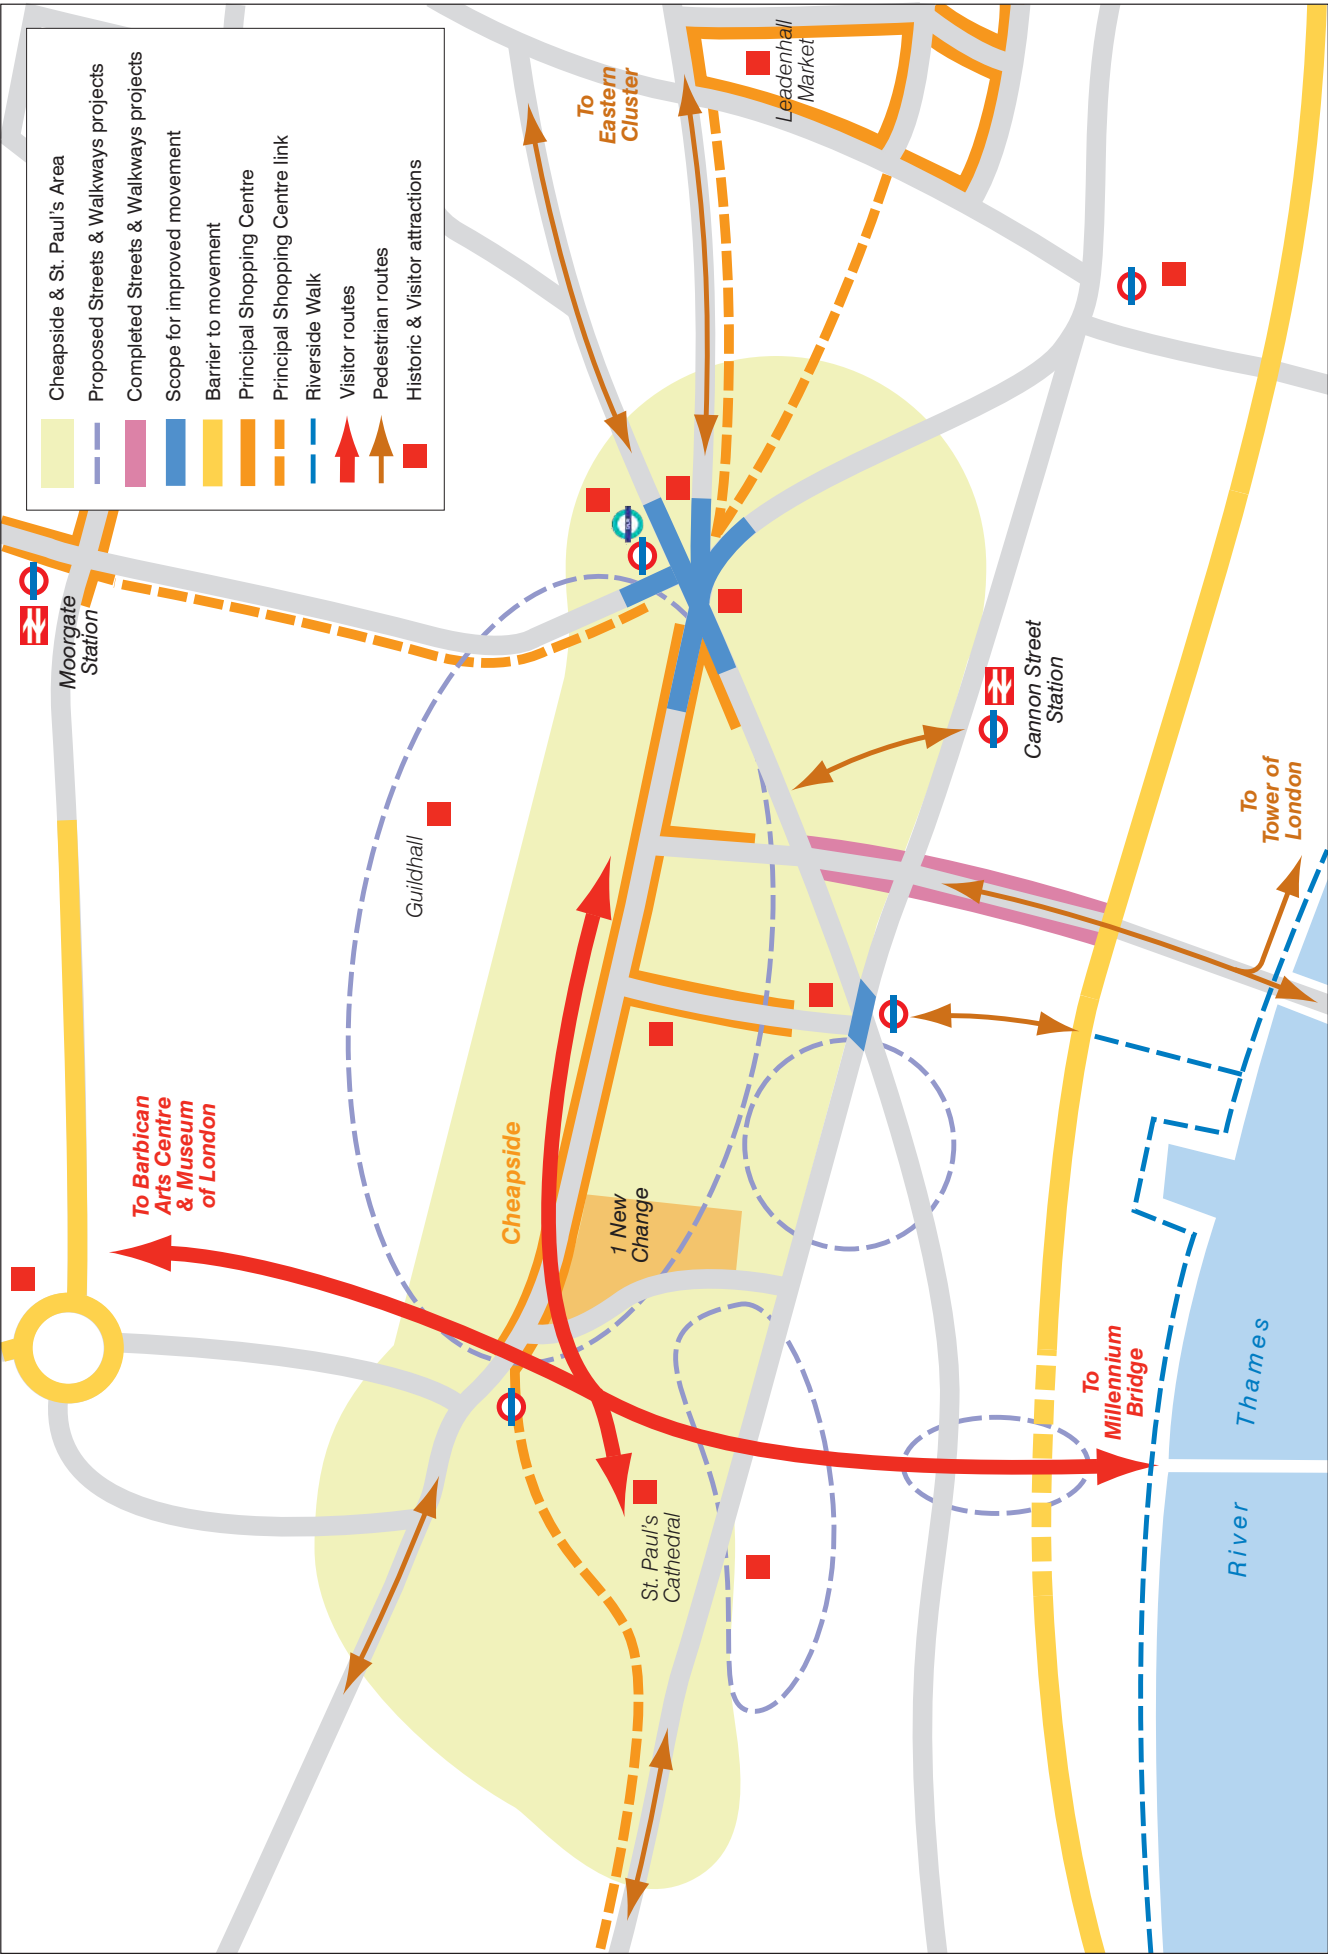 Cheapside & St. Paul's Area
Proposed Streets & Walkways projects
Completed Streets & Walkways projects
Scope for improved movement
Barrier to movement
Principal Shopping Centre
Principal Shopping Centre link
Riverside Walk
Visitor routes
Pedestrian routes
Historic & Visitor attractions
To Barbican
Arts Centre
& Museum
of London
Moorgate
Station
Guildhall
To
Eastern
Cluster
Leadenhall
Market
Cheapside
1 New
Change
St. Paul's
Cathedral
Cannon Street
Station
To
Millennium
Bridge
To
Tower of
London
River Thames